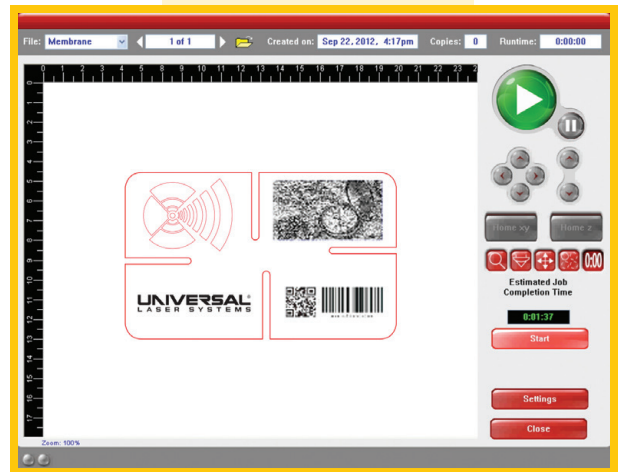 File: Membrane 1 of 1 Created on: Sep 22, 2012, 4:17pm Copies: 0 Runtime: 0:00:00
0 1 2 3 4 5 6 7 8 9 10 11 12 13 14 15 16 17 18 19 20 21 22 23 2
0
1
2
3
4
5
6
7
8
9
10
11
12
13
14
15
16
17
UNIVERSAL
LASER SYSTEMS
Home xy Home z
0:00
Estimated Job
Completion Time
0:01:37
Start
Settings
Close
Zoom: 100%